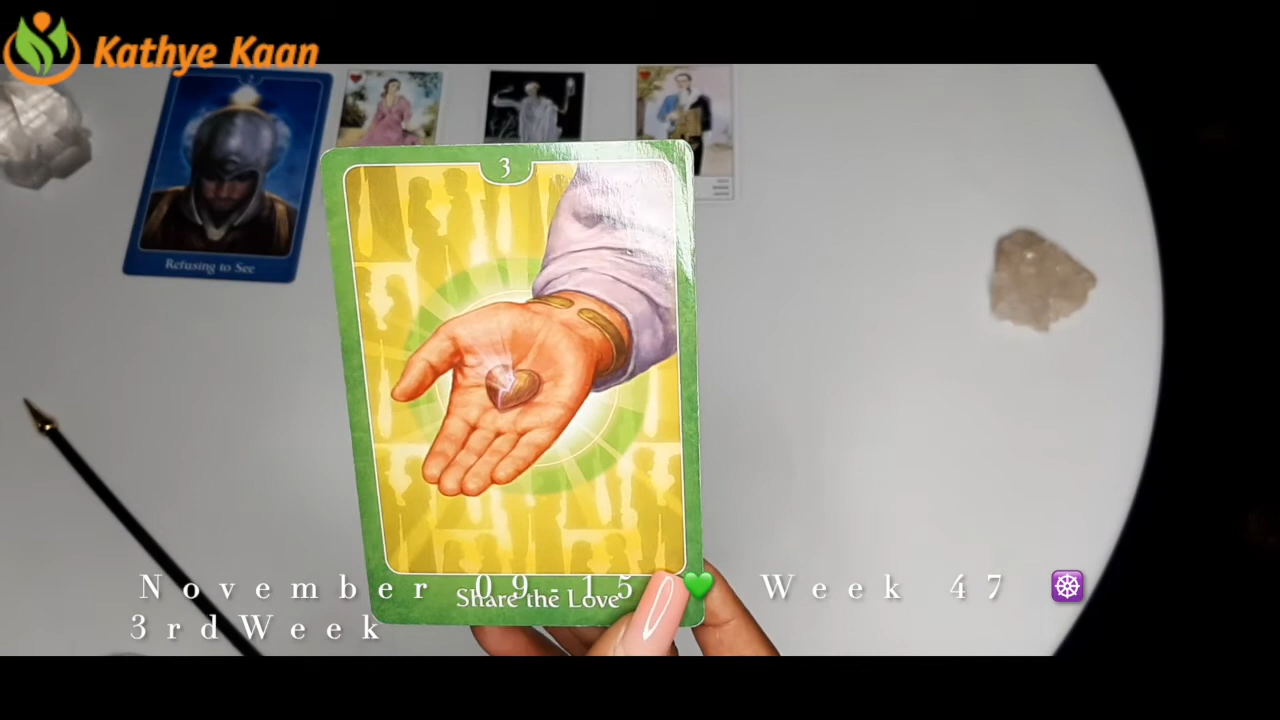 Kathye Kaan
3
Refusing to See
Share the Love
November 09-15 💚 Week 47 ☸️
3rd Week